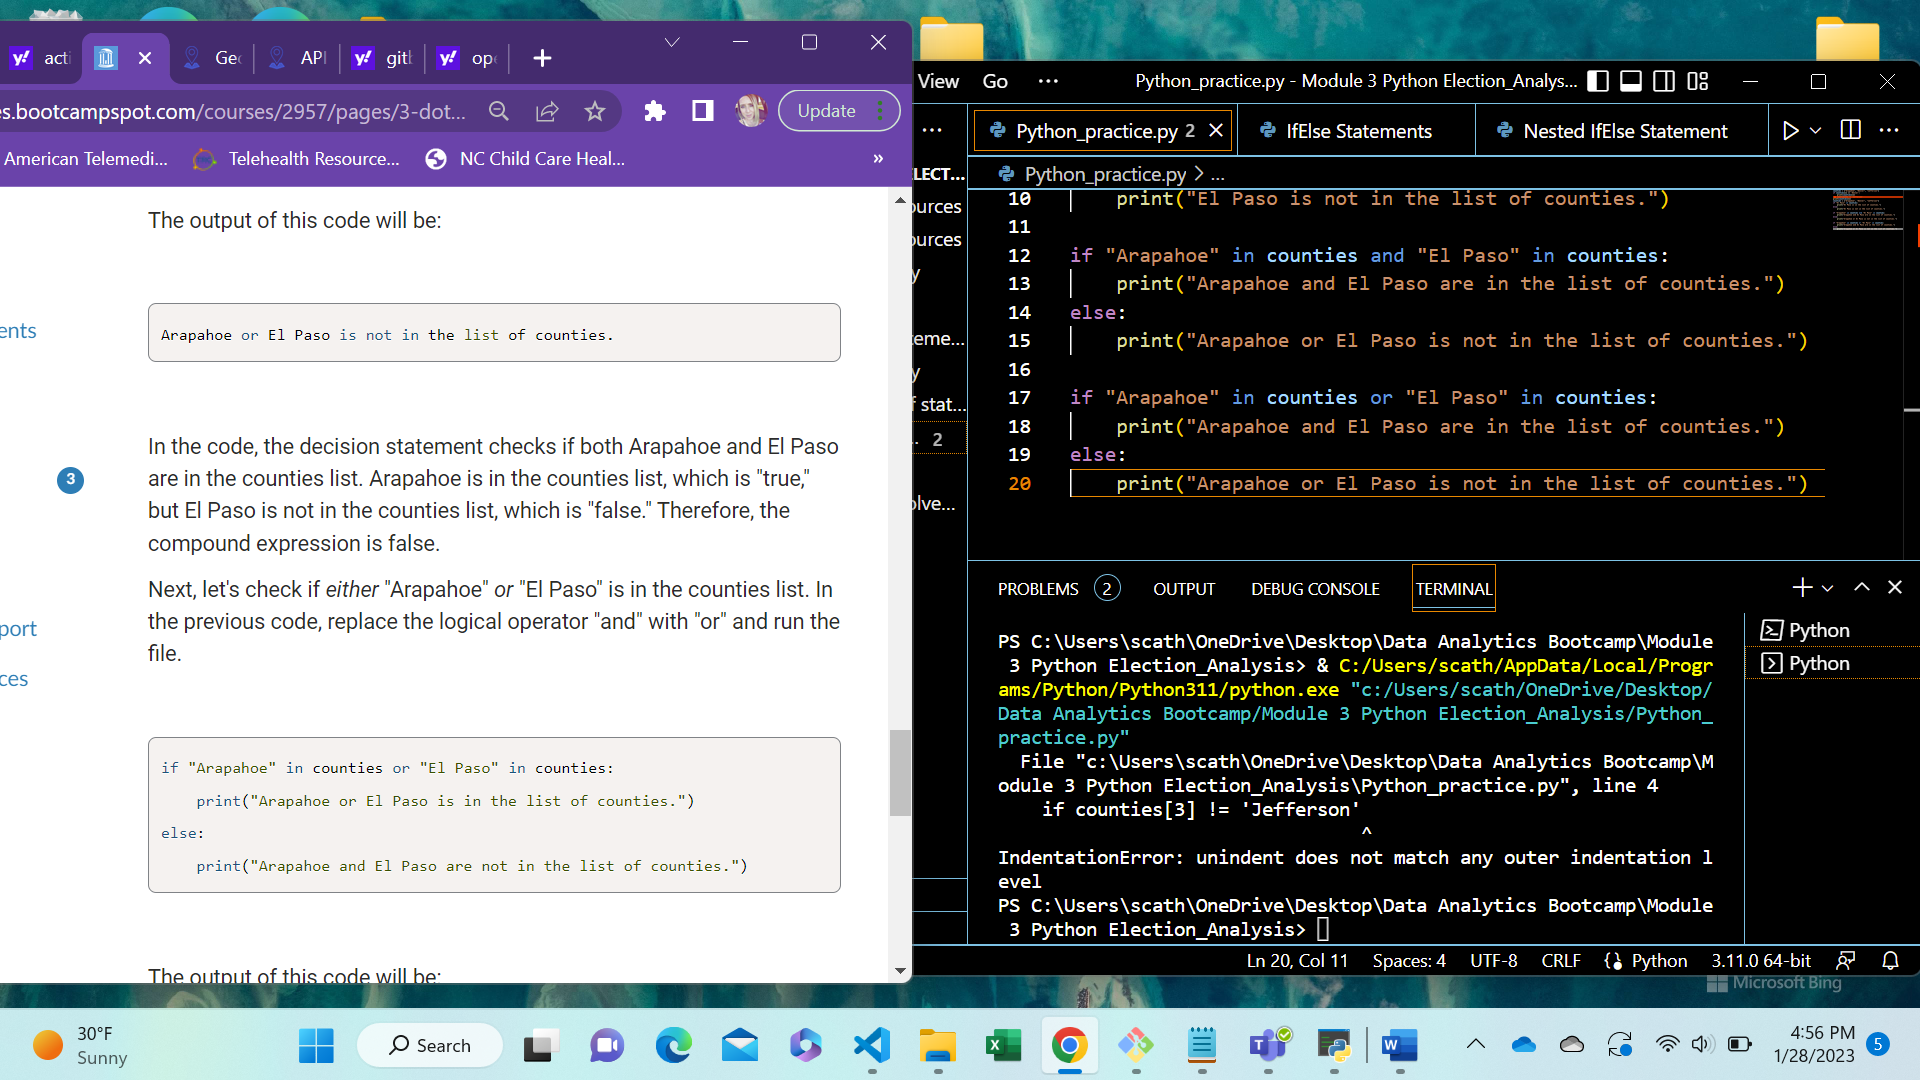 acti
Geo
API
gitl
ope
es.bootcampspot.com/courses/2957/pages/3-dot...
Update
American Telemedi...
Telehealth Resource...
NC Child Care Heal...
»
The output of this code will be:
Arapahoe or El Paso is not in the list of counties.
ents
3
In the code, the decision statement checks if both Arapahoe and El Paso
are in the counties list. Arapahoe is in the counties list, which is "true,"
but El Paso is not in the counties list, which is "false." Therefore, the
compound expression is false.
Next, let's check if either "Arapahoe" or "El Paso" is in the counties list. In
the previous code, replace the logical operator "and" with "or" and run the
file.
port
ces
if "Arapahoe" in counties or "El Paso" in counties:
print("Arapahoe or El Paso is in the list of counties.")
else:
print("Arapahoe and El Paso are not in the list of counties.")
The output of this code will be:
View Go ... Python_practice.py - Module 3 Python Election_Analys...
Python_practice.py 2
IfElse Statements
Nested IfElse Statement
LECT...
Python_practice.py > ...
ources
ources
y
eme...
y
f stat...
2
olve...
10 print("El Paso is not in the list of counties.")
11
12 if "Arapahoe" in counties and "El Paso" in counties:
13 print("Arapahoe and El Paso are in the list of counties.")
14 else:
15 print("Arapahoe or El Paso is not in the list of counties.")
16
17 if "Arapahoe" in counties or "El Paso" in counties:
18 print("Arapahoe and El Paso are in the list of counties.")
19 else:
20 print("Arapahoe or El Paso is not in the list of counties.")
PROBLEMS 2 OUTPUT DEBUG CONSOLE TERMINAL
PS C:\Users\scath\OneDrive\Desktop\Data Analytics Bootcamp\Module
3 Python Election_Analysis> & C:/Users/scath/AppData/Local/Progr
ams/Python/Python311/python.exe "c:/Users/scath/OneDrive/Desktop/
Data Analytics Bootcamp/Module 3 Python Election_Analysis/Python_
practice.py"
File "c:\Users\scath\OneDrive\Desktop\Data Analytics Bootcamp\M
odule 3 Python Election_Analysis\Python_practice.py", line 4
if counties[3] != 'Jefferson'
^
IndentationError: unindent does not match any outer indentation l
evel
PS C:\Users\scath\OneDrive\Desktop\Data Analytics Bootcamp\Module
3 Python Election_Analysis>
Python
Python
Ln 20, Col 11 Spaces: 4 UTF-8 CRLF Python 3.11.0 64-bit
Microsoft Bing
30°F
Sunny
Search
4:56 PM
1/28/2023
5